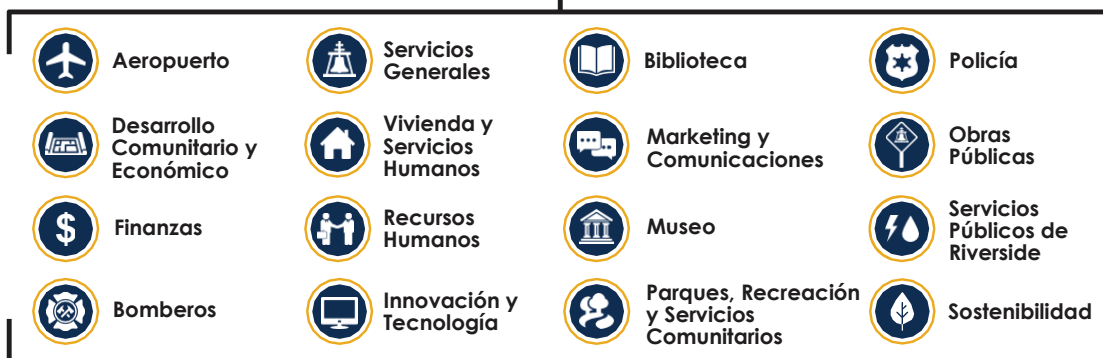 Aeropuerto
Servicios
Generales
Biblioteca
Policía
Desarrollo
Comunitario y
Económico
Vivienda y
Servicios
Humanos
Marketing y
Comunicaciones
Obras
Públicas
$
Finanzas
Recursos
Humanos
Museo
Servicios
Públicos de
Riverside
Bomberos
Innovación y
Tecnología
Parques, Recreación
y Servicios
Comunitarios
Sostenibilidad